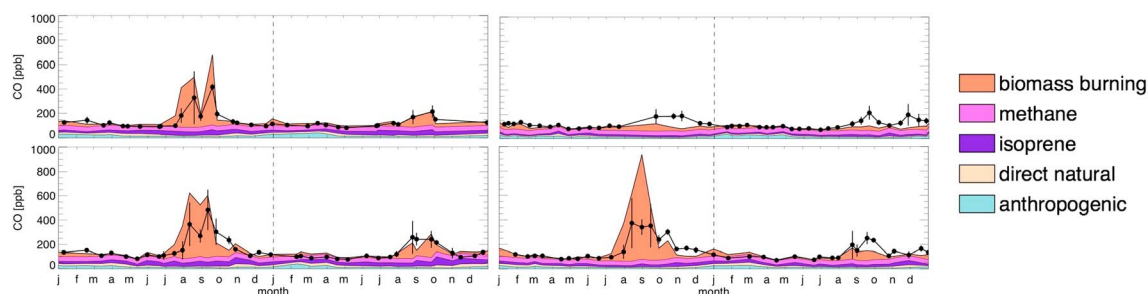 1000
800
600
400
200
0
CO [ppb]
1000
800
600
400
200
0
CO [ppb]
j f m a m j j a s o n d j f m a m j j a s o n d
month
j f m a m j j a s o n d j f m a m j j a s o n d
j f m a m j j a s o n d j f m a m j j a s o n d
month
j f m a m j j a s o n d j f m a m j j a s o n d
biomass burning
methane
isoprene
direct natural
anthropogenic